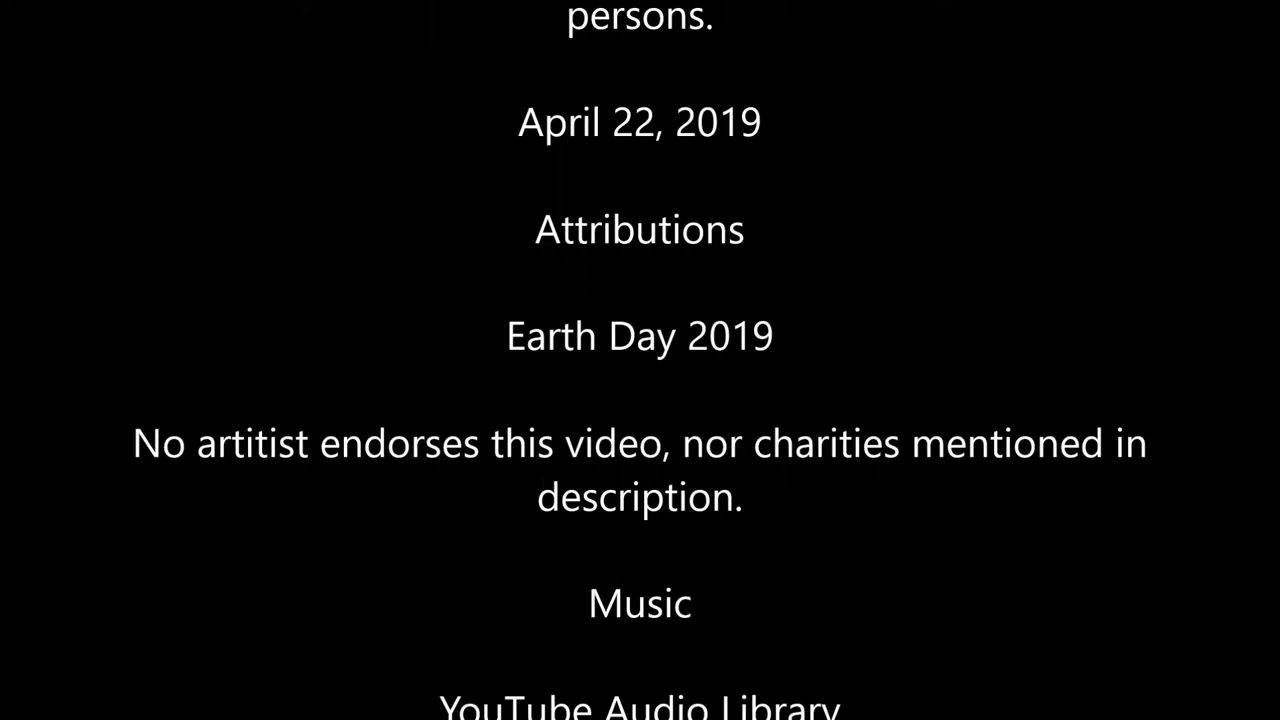 persons.
April 22, 2019
Attributions
Earth Day 2019
No artitist endorses this video, nor charities mentioned in
description.
Music
YouTube Audio Library